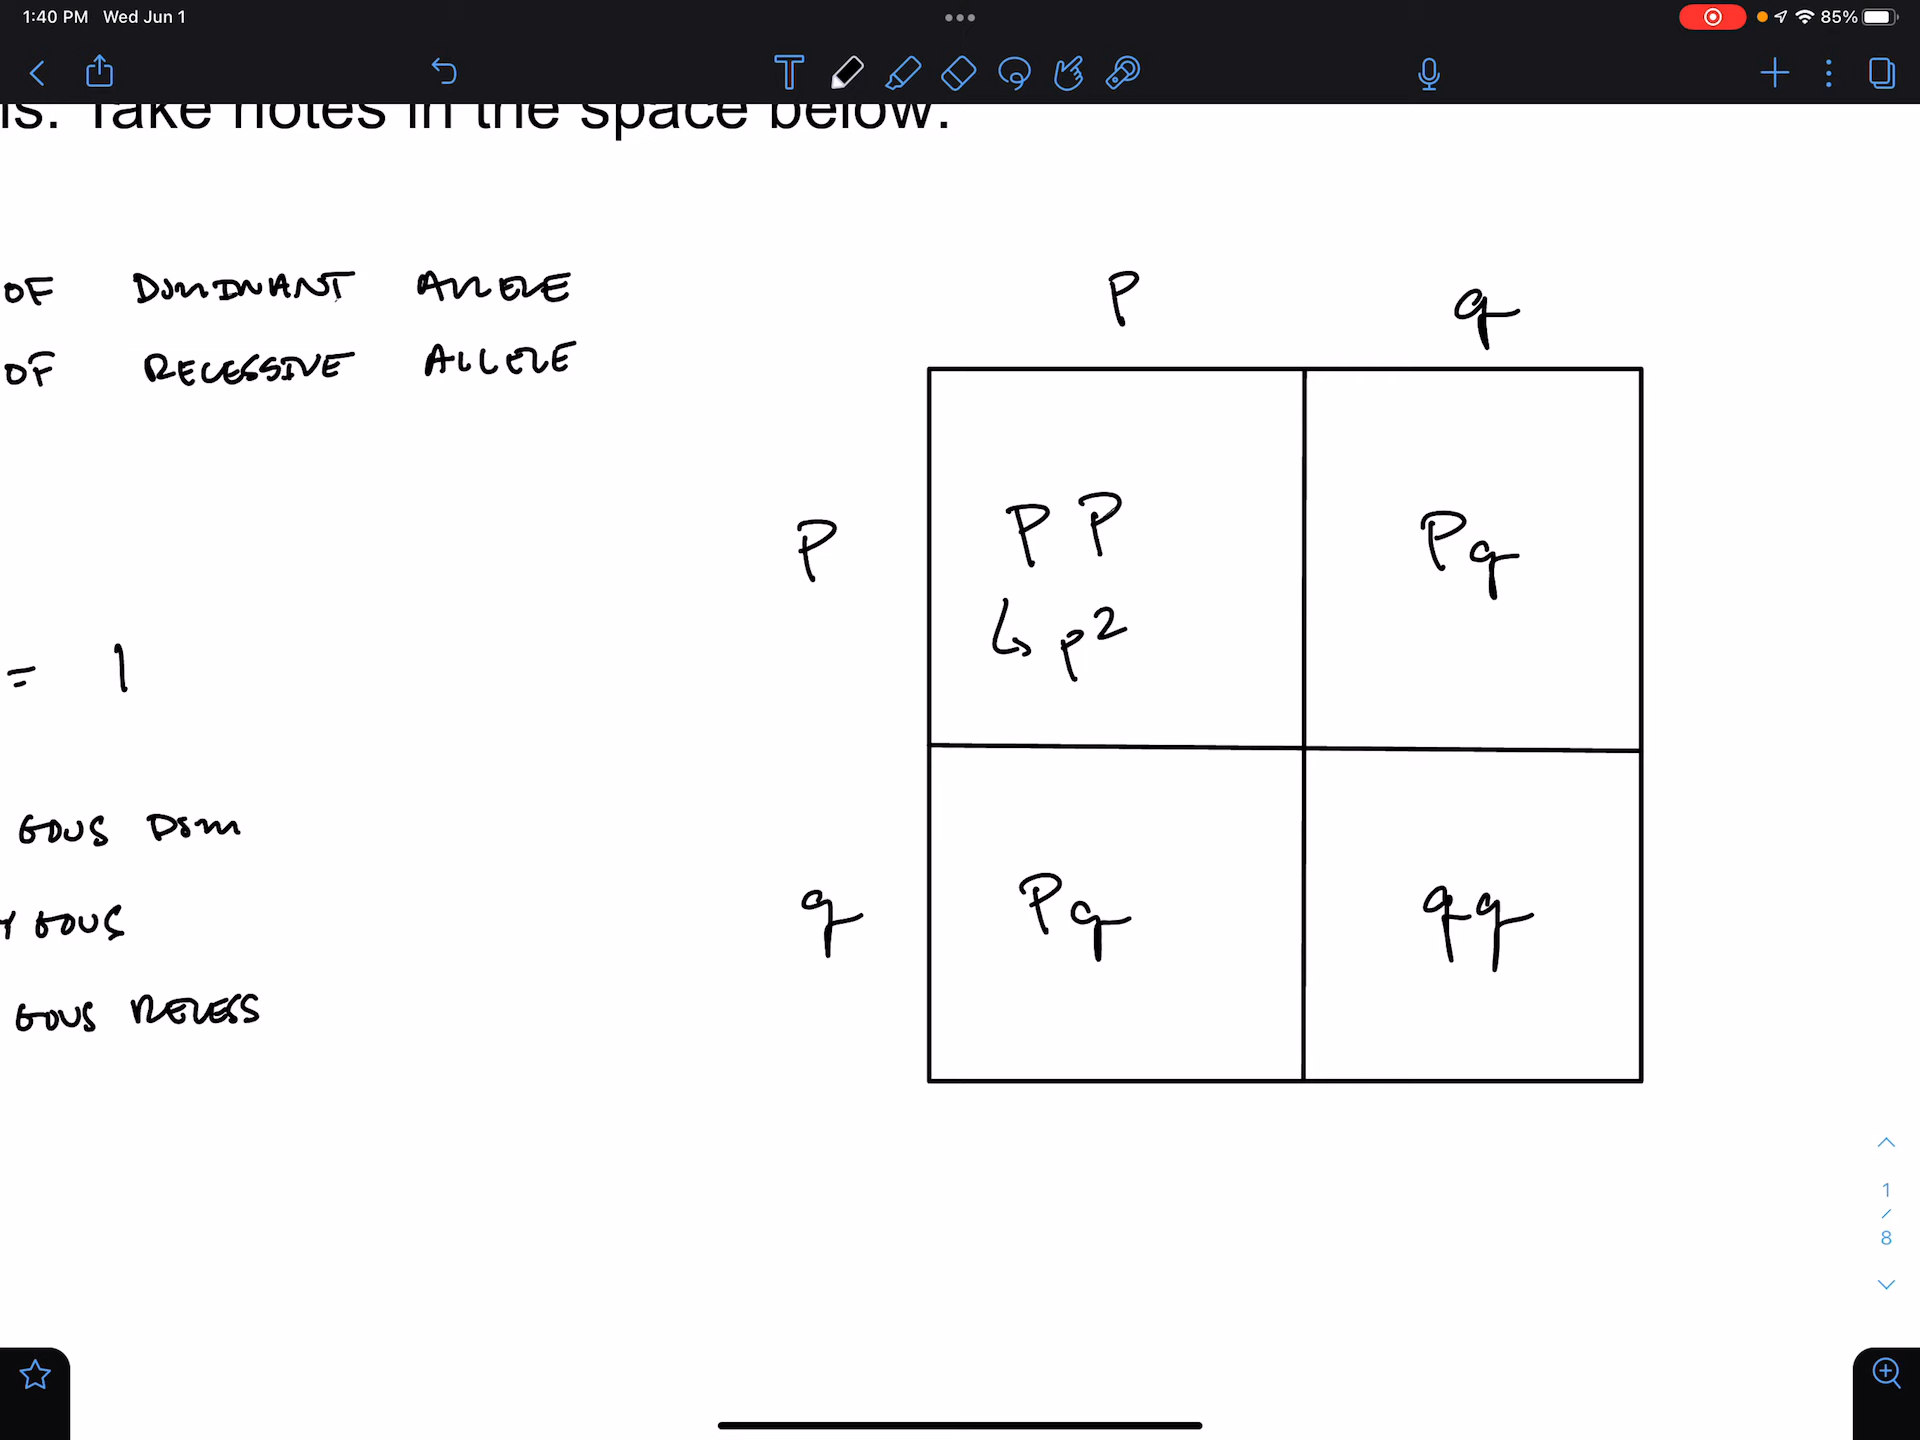 1:40 PM Wed Jun 1
85%
is. Take notes in the space below.
OF DOMINANT ALLELE
OF RECESSIVE ALLELE
P q
P
PP
Pq
↳ p²
= 1
GOUS DOM
Y GOUS
GOUS RECESS
q
Pq
qq
1
/
8